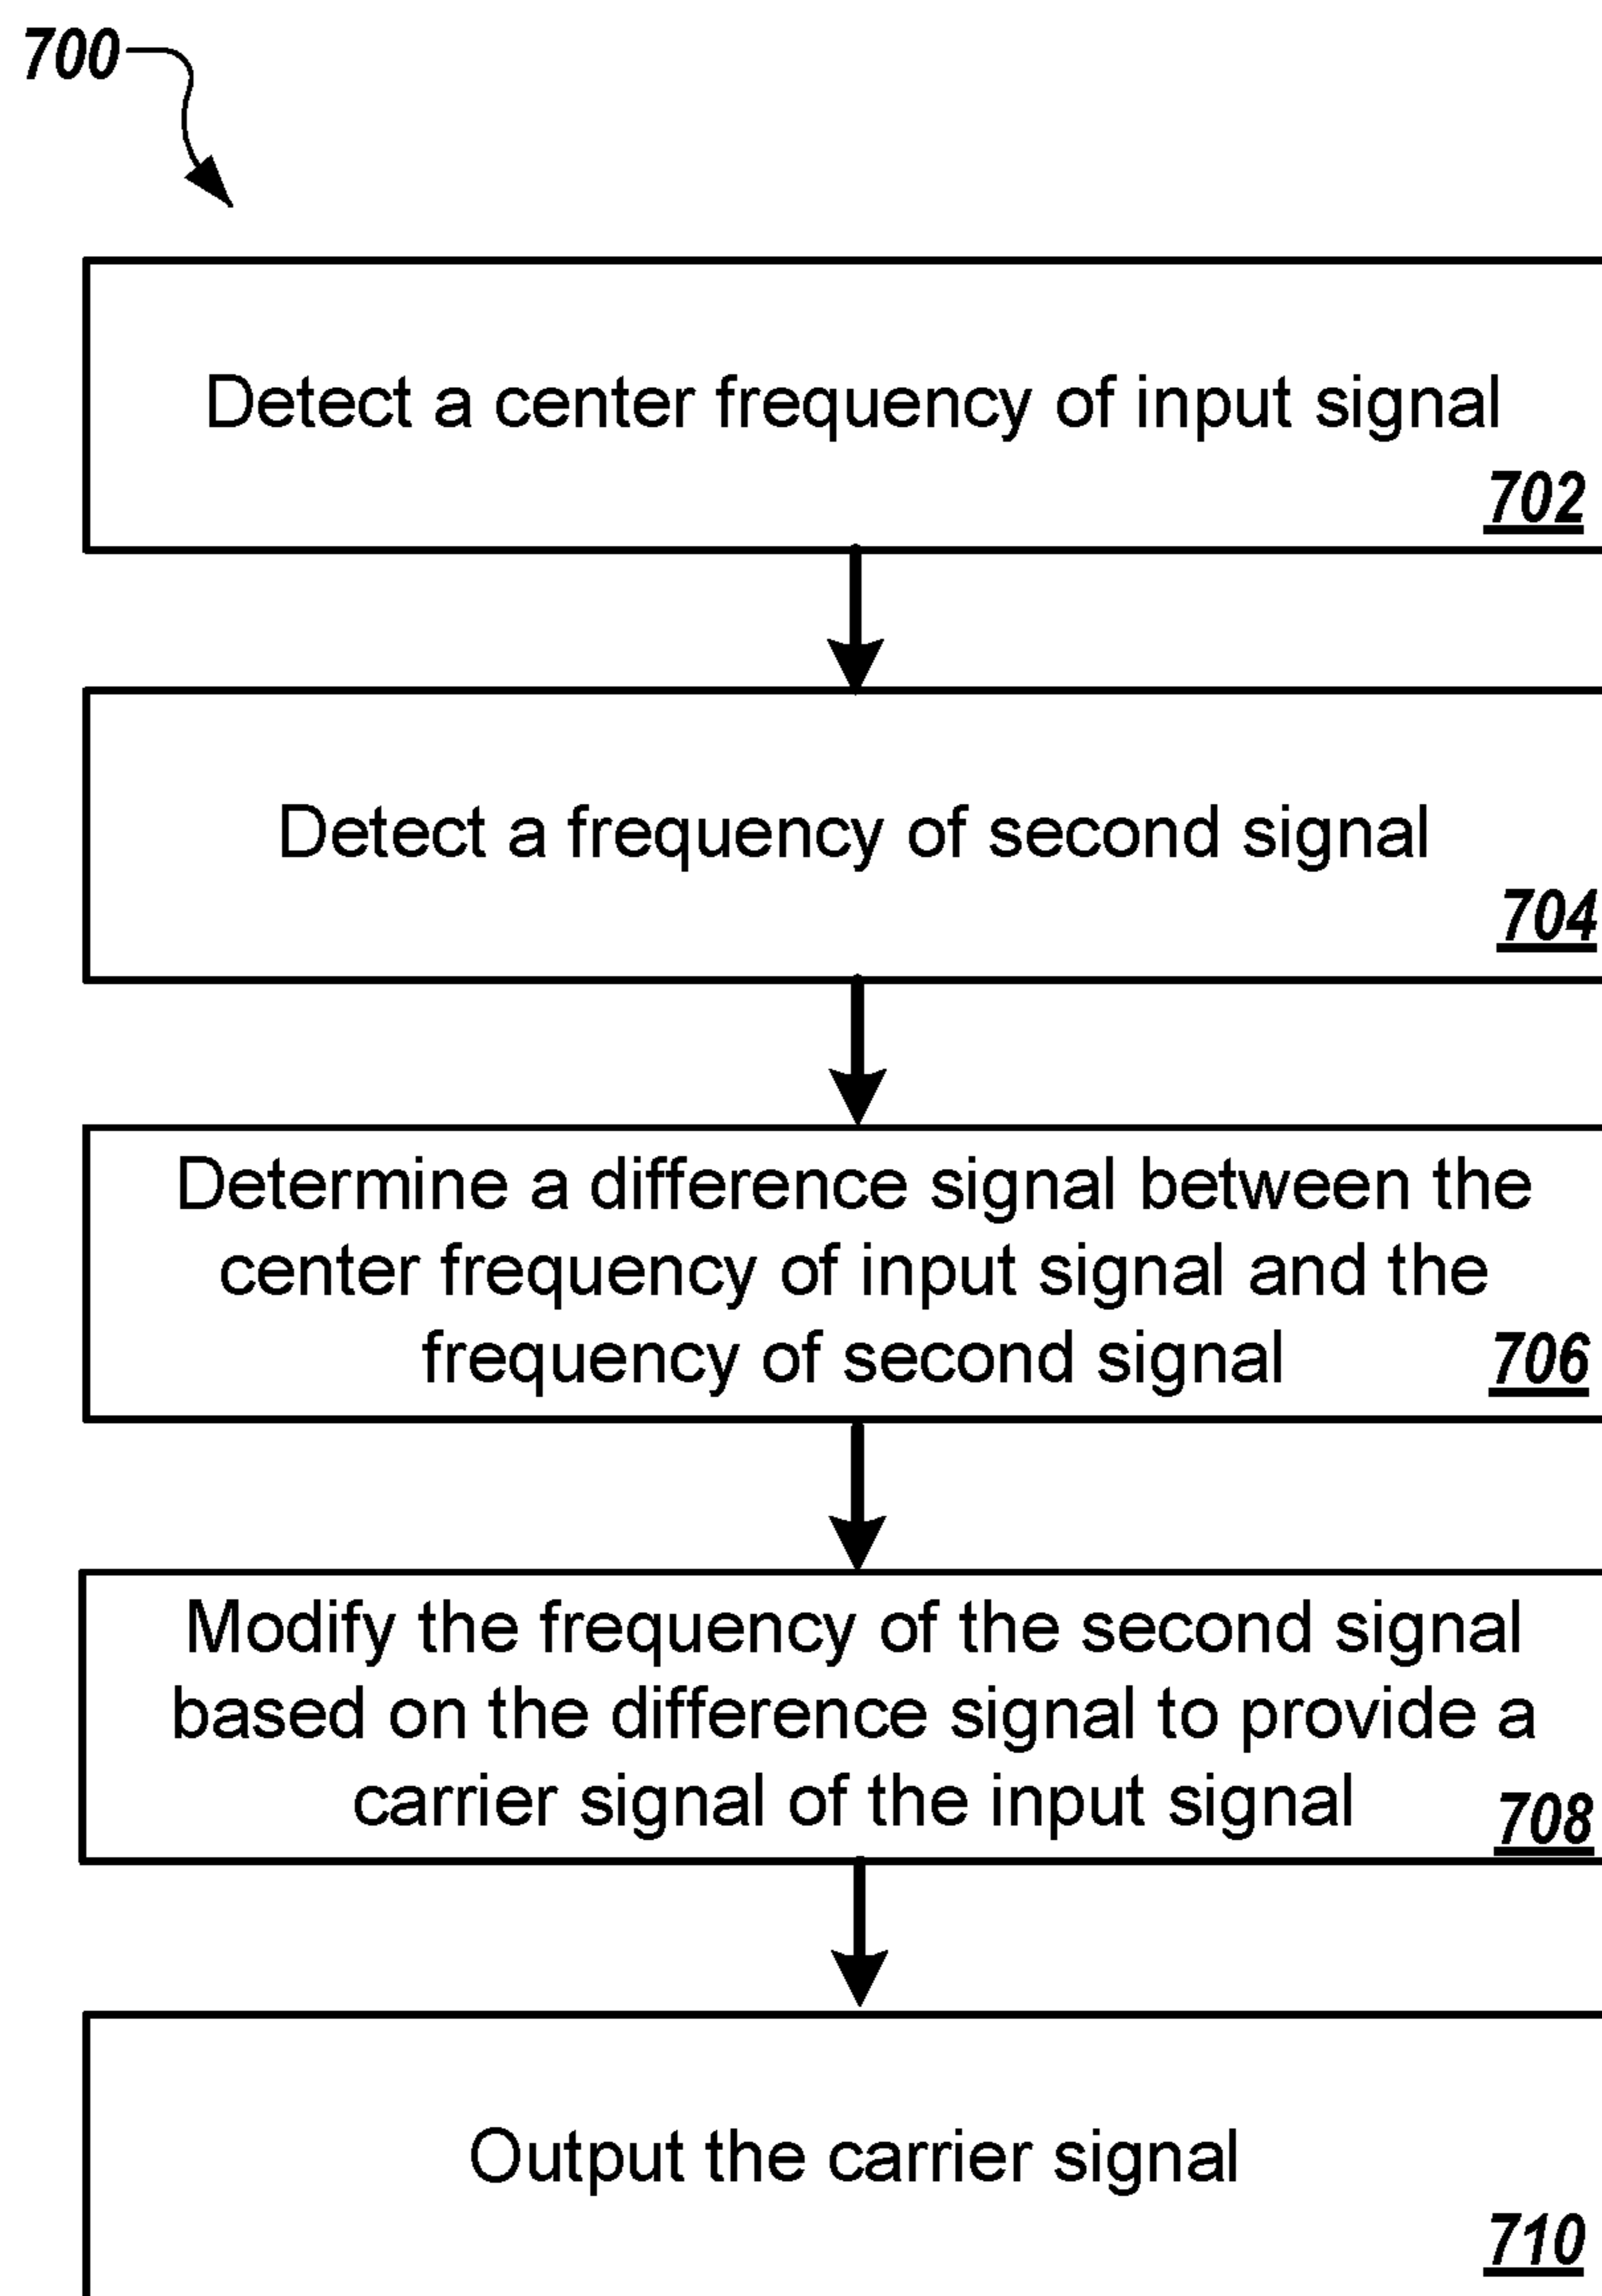 700
Detect a center frequency of input signal
702
Detect a frequency of second signal
704
Determine a difference signal between the
center frequency of input signal and the
frequency of second signal
706
Modify the frequency of the second signal
based on the difference signal to provide a
carrier signal of the input signal
708
Output the carrier signal
710